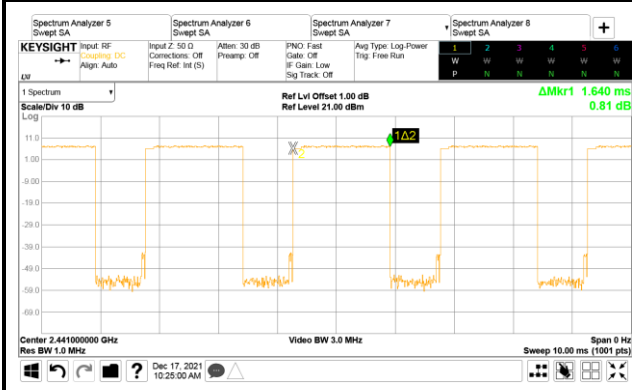 Spectrum Analyzer 5
Swept SA
Spectrum Analyzer 6
Swept SA
Spectrum Analyzer 7
Swept SA
Spectrum Analyzer 8
Swept SA
+
KEYSIGHT
Input: RF
Coupling: DC
Align: Auto
LXI
Input Z: 50 Ω
Corrections: Off
Freq Ref: Int (S)
Atten: 30 dB
Preamp: Off
PNO: Fast
Gate: Off
IF Gain: Low
Sig Track: Off
Avg Type: Log-Power
Trig: Free Run
1 2 3 4 5 6
W W W W W W
P N N N N N
1 Spectrum
Scale/Div 10 dB
Log
Ref Lvl Offset 1.00 dB
Ref Level 21.00 dBm
ΔMkr1 1.640 ms
0.81 dB
11.0
1.00
-9.00
-19.0
-29.0
-39.0
-49.0
-59.0
-69.0
2
1Δ2
Center 2.441000000 GHz
Res BW 1.0 MHz
Video BW 3.0 MHz
Span 0 Hz
Sweep 10.00 ms (1001 pts)
?
Dec 17, 2021
10:25:00 AM